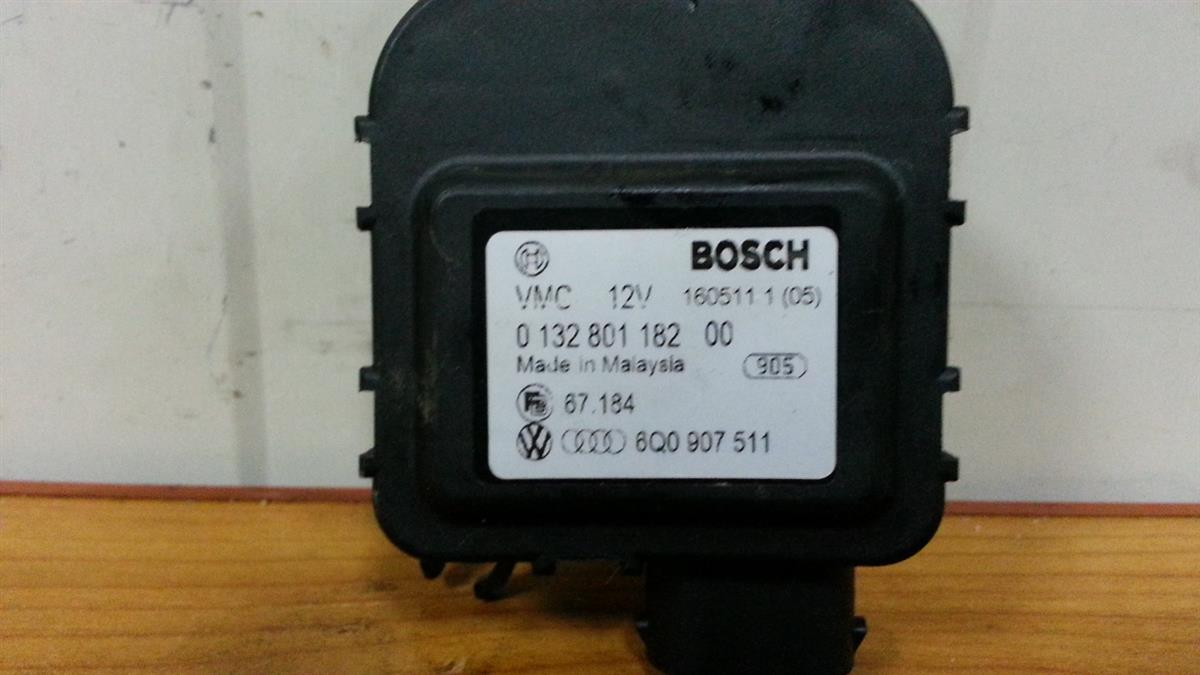 BOSCH
VMC 12V 160511 1 (05)
0 132 801 182 00
Made in Malaysia 905
67.184
6Q0 907 511